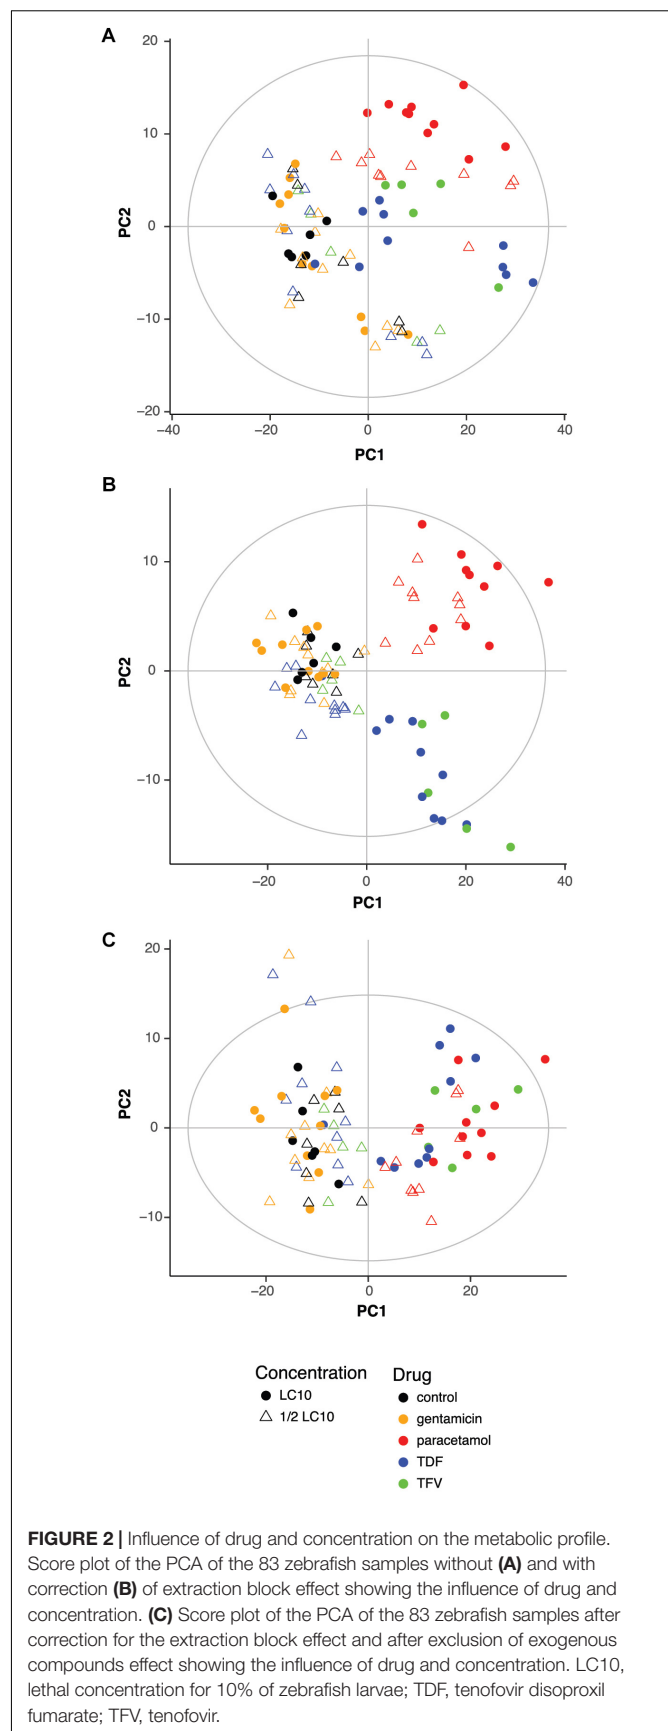 A
20
10
0
−10
−20
PC2
−40 −20 0 20 40
PC1
B
10
0
−10
PC2
−20 0 20 40
PC1
C
20
10
0
−10
PC2
−20 0 20
PC1
Concentration
LC10
1/2 LC10
Drug
control
gentamicin
paracetamol
TDF
TFV
FIGURE 2 | Influence of drug and concentration on the metabolic profile.
Score plot of the PCA of the 83 zebrafish samples without (A) and with
correction (B) of extraction block effect showing the influence of drug and
concentration. (C) Score plot of the PCA of the 83 zebrafish samples after
correction for the extraction block effect and after exclusion of exogenous
compounds effect showing the influence of drug and concentration. LC10,
lethal concentration for 10% of zebrafish larvae; TDF, tenofovir disoproxil
fumarate; TFV, tenofovir.